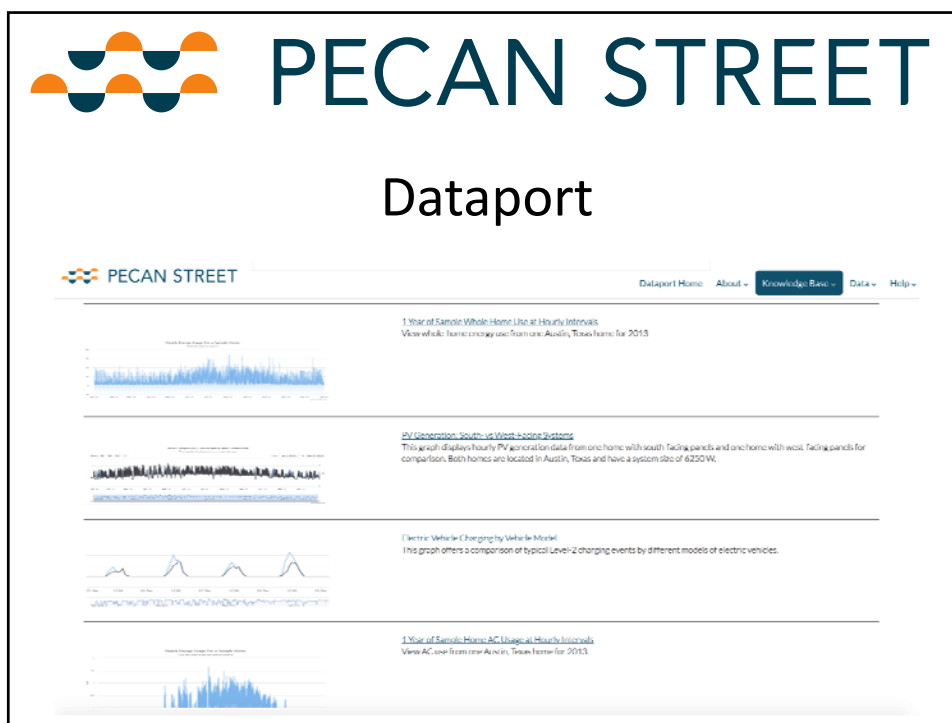 PECAN STREET
Dataport
PECAN STREET
Dataport Home About Knowledge Base Data Help
1 Year of Sample Whole Home Use at Hourly Intervals
View whole home energy use from one Austin, Texas home for 2013
PV Generation: South- vs West-Facing Systems
This graph displays hourly PV generation data from one home with south facing panels and one home with west facing panels for
comparison. Both homes are located in Austin, Texas and have a system size of 6250 W.
Electric Vehicle Charging by Vehicle Model
This graph offers a comparison of typical Level-2 charging events by different models of electric vehicles.
1 Year of Sample Home AC Usage at Hourly Intervals
View AC use from one Austin, Texas home for 2013.